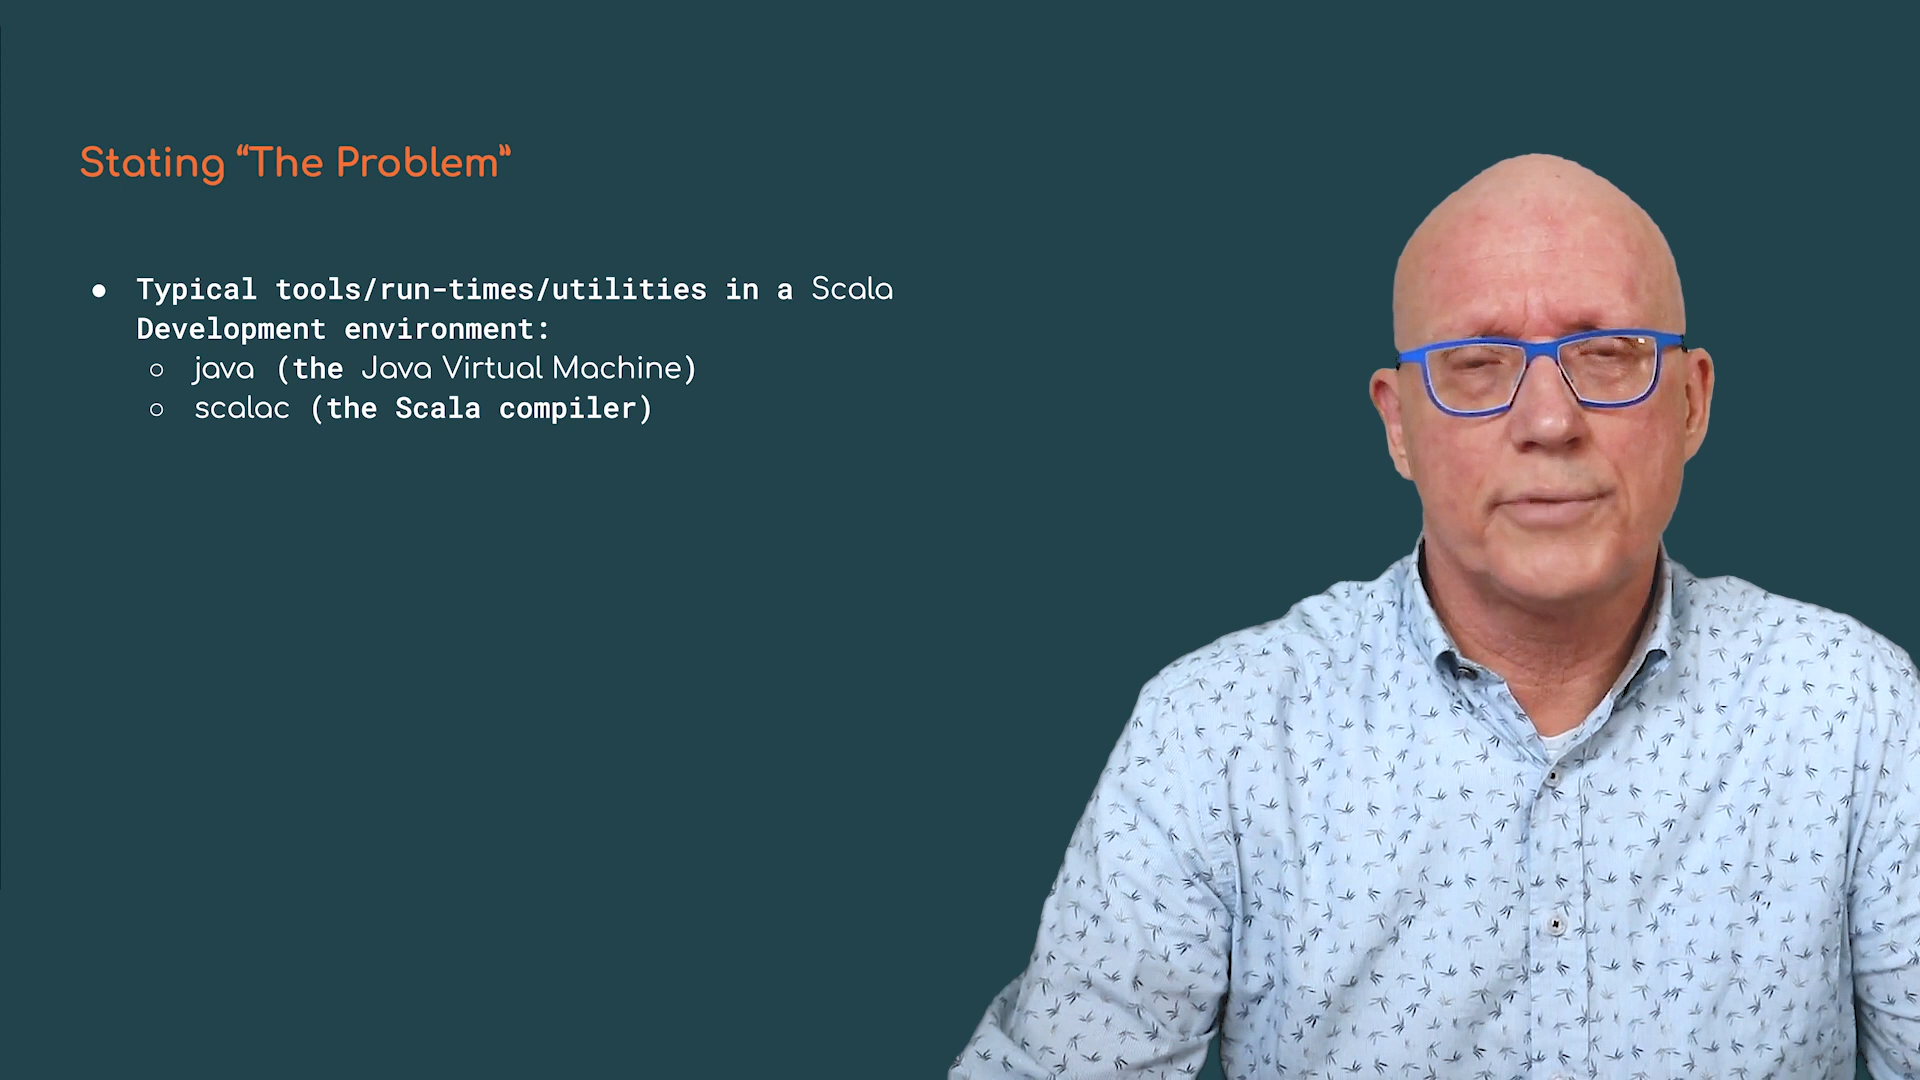 Stating “The Problem”
● Typical tools/run-times/utilities in a Scala
Development environment:
○ java (the Java Virtual Machine)
○ scalac (the Scala compiler)